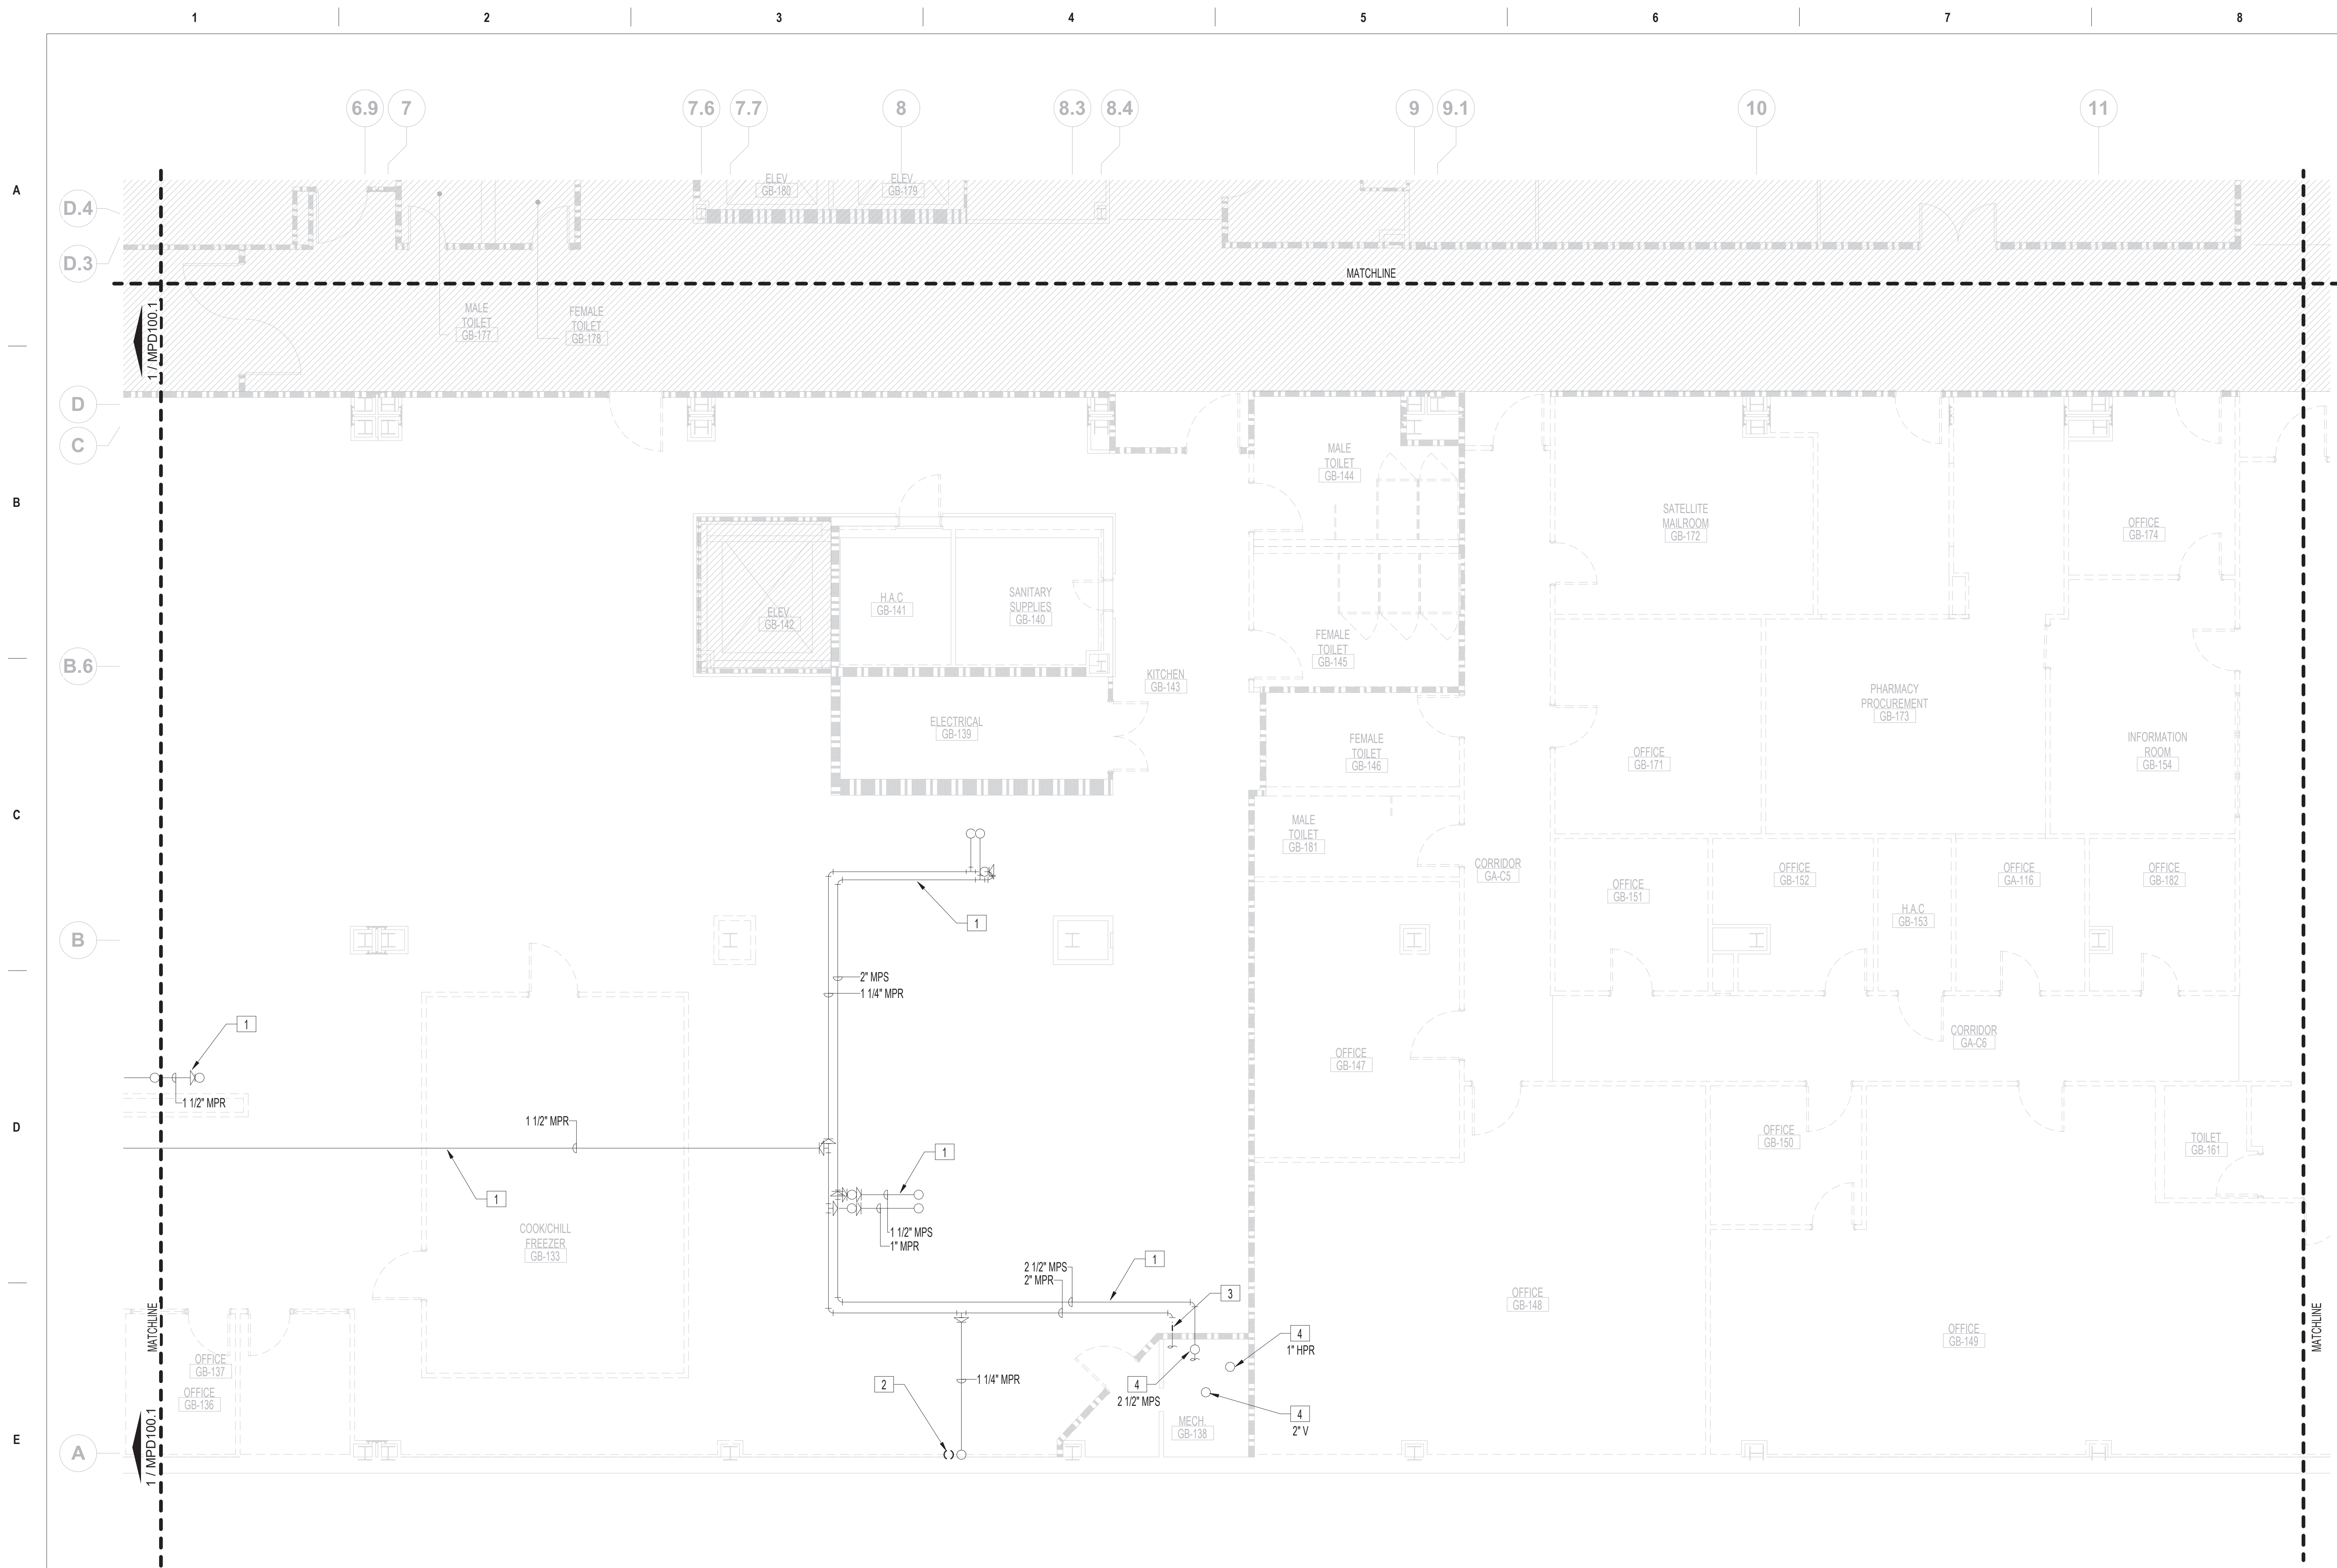 1 2 3 4 5 6 7 8
6.9 7 7.6 7.7 8 8.3 8.4 9 9.1 10 11
A
D.4
D.3
ELEV.
GB-180
ELEV.
GB-179
MATCHLINE
1 / MPD100.1
MALE
TOILET
GB-177
FEMALE
TOILET
GB-178
D
C
B
MALE
TOILET
GB-144
SATELLITE
MAILROOM
GB-172
OFFICE
GB-174
ELEV.
GB-142
H.A.C
GB-141
SANITARY
SUPPLIES
GB-140
FEMALE
TOILET
GB-145
B.6
KITCHEN
GB-143
PHARMACY
PROCUREMENT
GB-173
ELECTRICAL
GB-139
FEMALE
TOILET
GB-146
OFFICE
GB-171
INFORMATION
ROOM
GB-154
C
MALE
TOILET
GB-181
CORRIDOR
GA-C5
OFFICE
GB-151
OFFICE
GB-152
H.A.C
GB-153
OFFICE
GA-116
OFFICE
GB-182
1
B
2" MPS
1 1/4" MPR
1
1 1/2" MPR
OFFICE
GB-147
CORRIDOR
GA-C6
D
1 1/2" MPR
1
COOK/CHILL
FREEZER
GB-133
1
1 1/2" MPS
1" MPR
OFFICE
GB-150
TOILET
GB-161
2 1/2" MPS
2" MPR
1
3
OFFICE
GB-148
OFFICE
GB-149
MATCHLINE
MATCHLINE
OFFICE
GB-137
OFFICE
GB-136
4
1" HPR
1 1/4" MPR
2
4
2 1/2" MPS
4
2" V
MECH.
GB-138
E
A
1 / MPD100.1